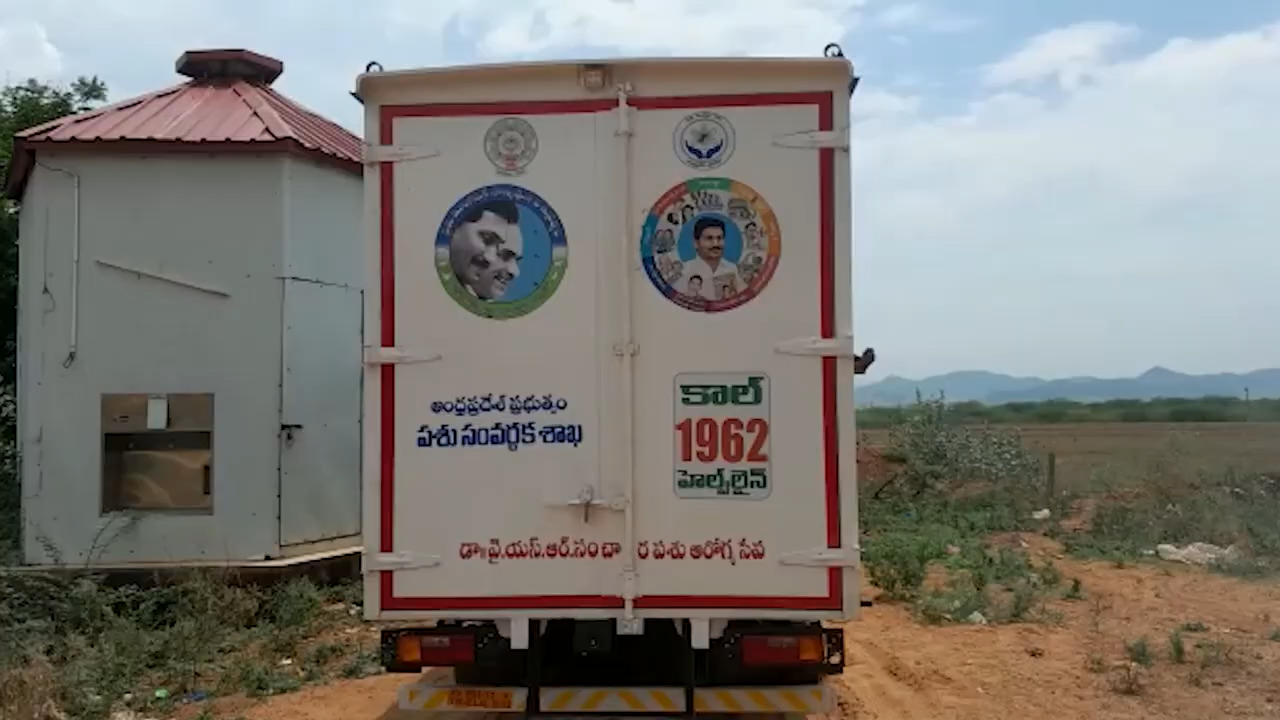 ఆంధ్రప్రదేశ్ ప్రభుత్వం
పశు సంవర్ధక శాఖ
కాల్
1962
హెల్ప్‌లైన్
డా॥వై.యస్.ఆర్.సంచార పశు ఆరోగ్య సేవ